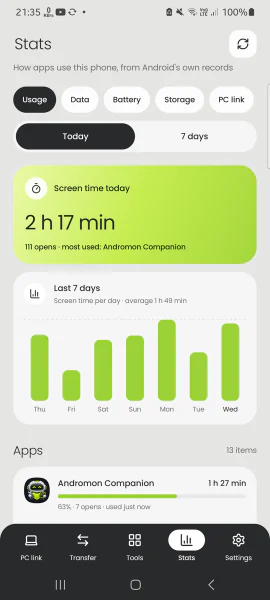 21:35
0 KB/s
100%
Stats
How apps use this phone, from Android's own records
Usage
Data
Battery
Storage
PC link
Today
7 days
Screen time today
2 h 17 min
111 opens · most used: Andromon Companion
Last 7 days
Screen time per day · average 1 h 49 min
Thu Fri Sat Sun Mon Tue Wed
Apps
13 items
Andromon Companion
1 h 27 min
63% · 7 opens · used just now
PC link
Transfer
Tools
Stats
Settings